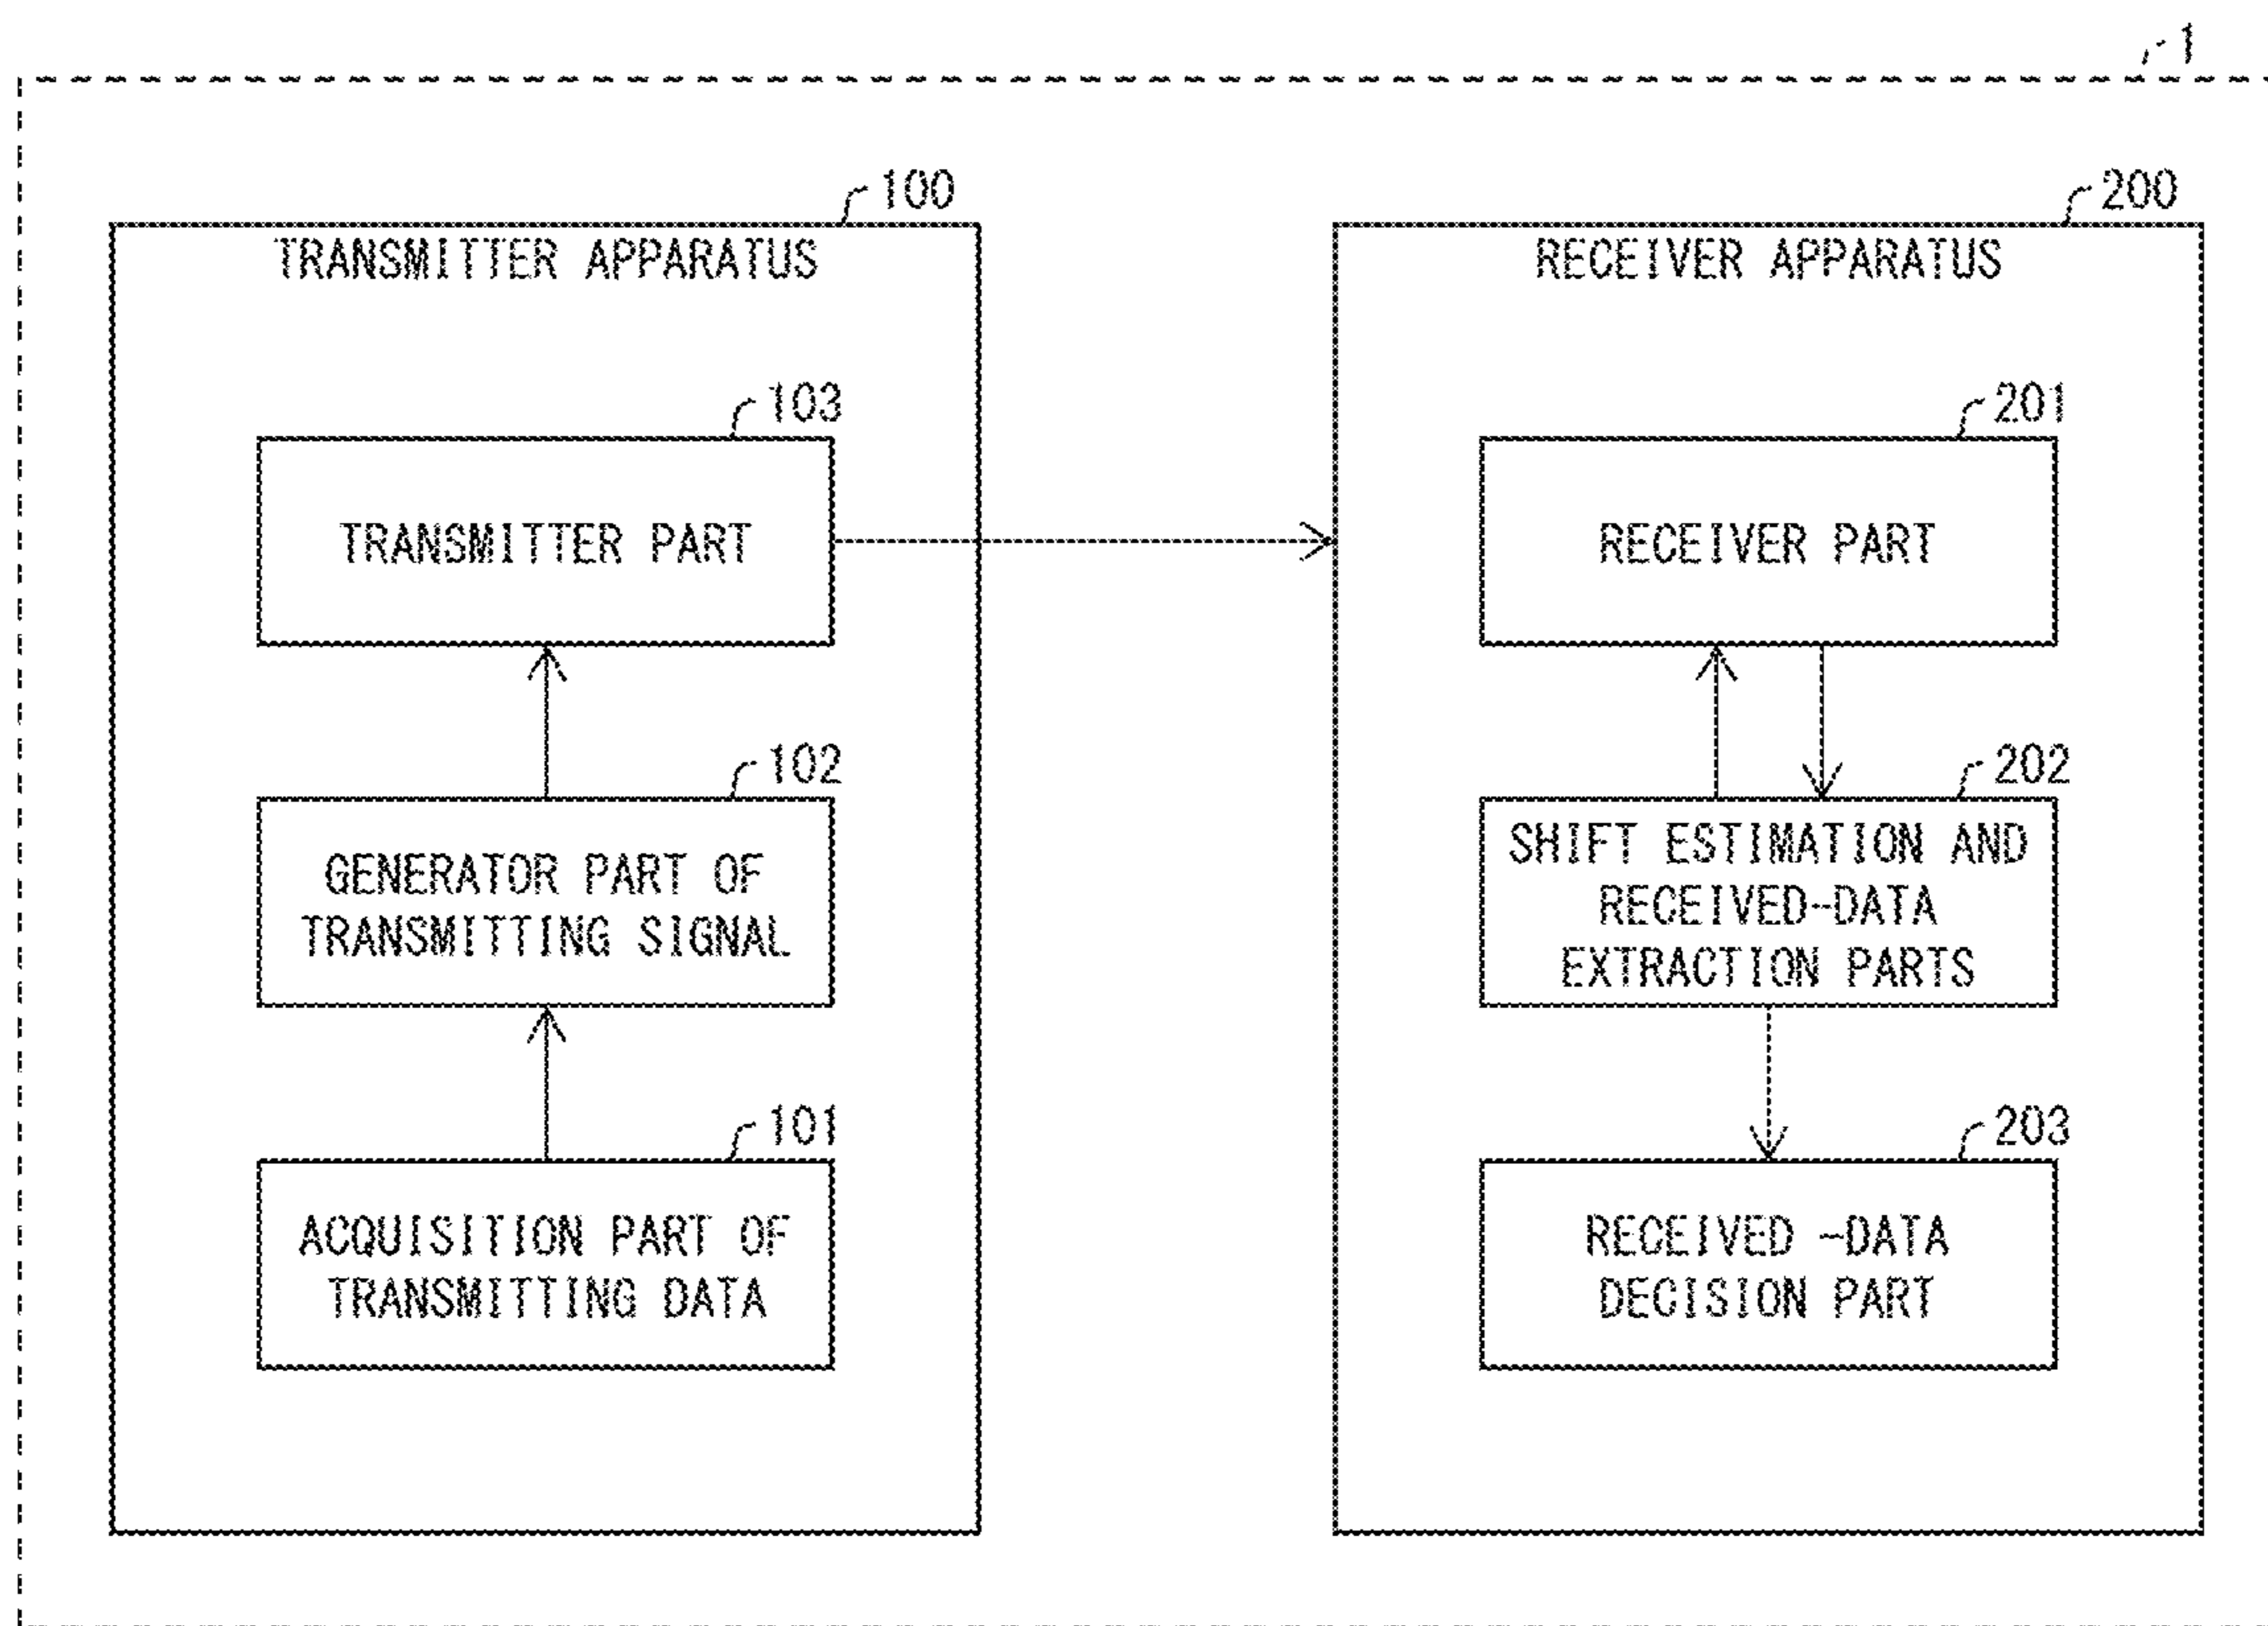 1
100
TRANSMITTER APPARATUS
103
TRANSMITTER PART
102
GENERATOR PART OF
TRANSMITTING SIGNAL
101
ACQUISITION PART OF
TRANSMITTING DATA
200
RECEIVER APPARATUS
201
RECEIVER PART
202
SHIFT ESTIMATION AND
RECEIVED-DATA
EXTRACTION PARTS
203
RECEIVED -DATA
DECISION PART